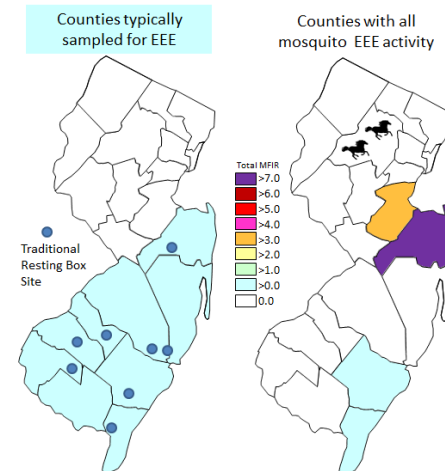 Counties typically
sampled for EEE
Counties with all
mosquito EEE activity
Total MFIR
>7.0
>6.0
>5.0
>4.0
>3.0
>2.0
>1.0
>0.0
0.0
Traditional
Resting Box
Site